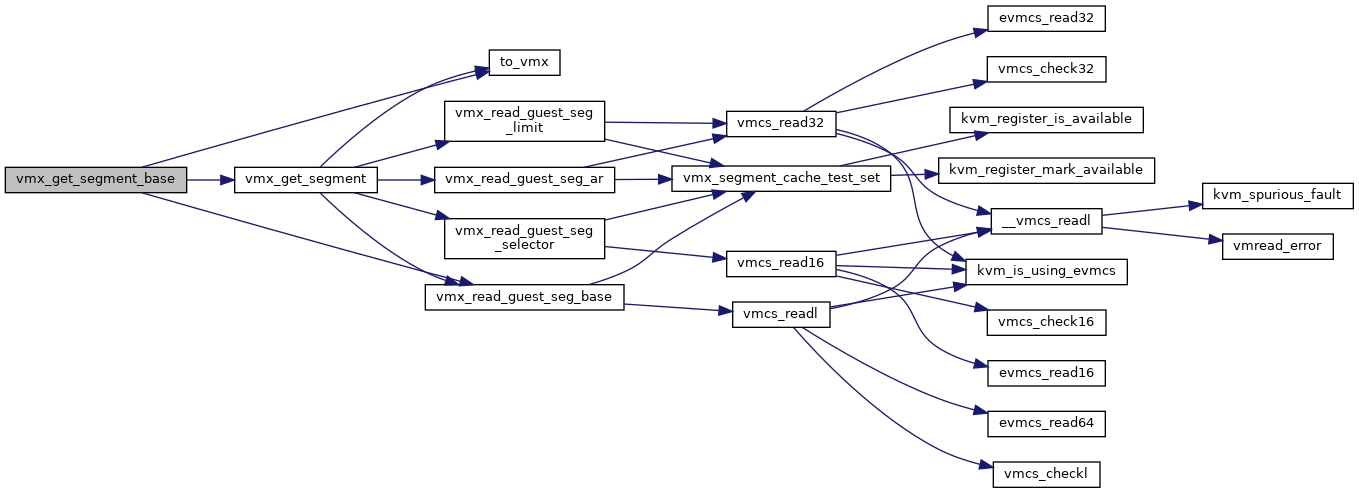 vmx_get_segment_base
vmx_get_segment
to_vmx
vmx_read_guest_seg
_limit
vmx_read_guest_seg_ar
vmx_read_guest_seg
_selector
vmx_read_guest_seg_base
vmcs_read32
vmx_segment_cache_test_set
vmcs_read16
vmcs_readl
evmcs_read32
vmcs_check32
kvm_register_is_available
kvm_register_mark_available
__vmcs_readl
kvm_is_using_evmcs
vmcs_check16
evmcs_read16
evmcs_read64
vmcs_checkl
kvm_spurious_fault
vmread_error